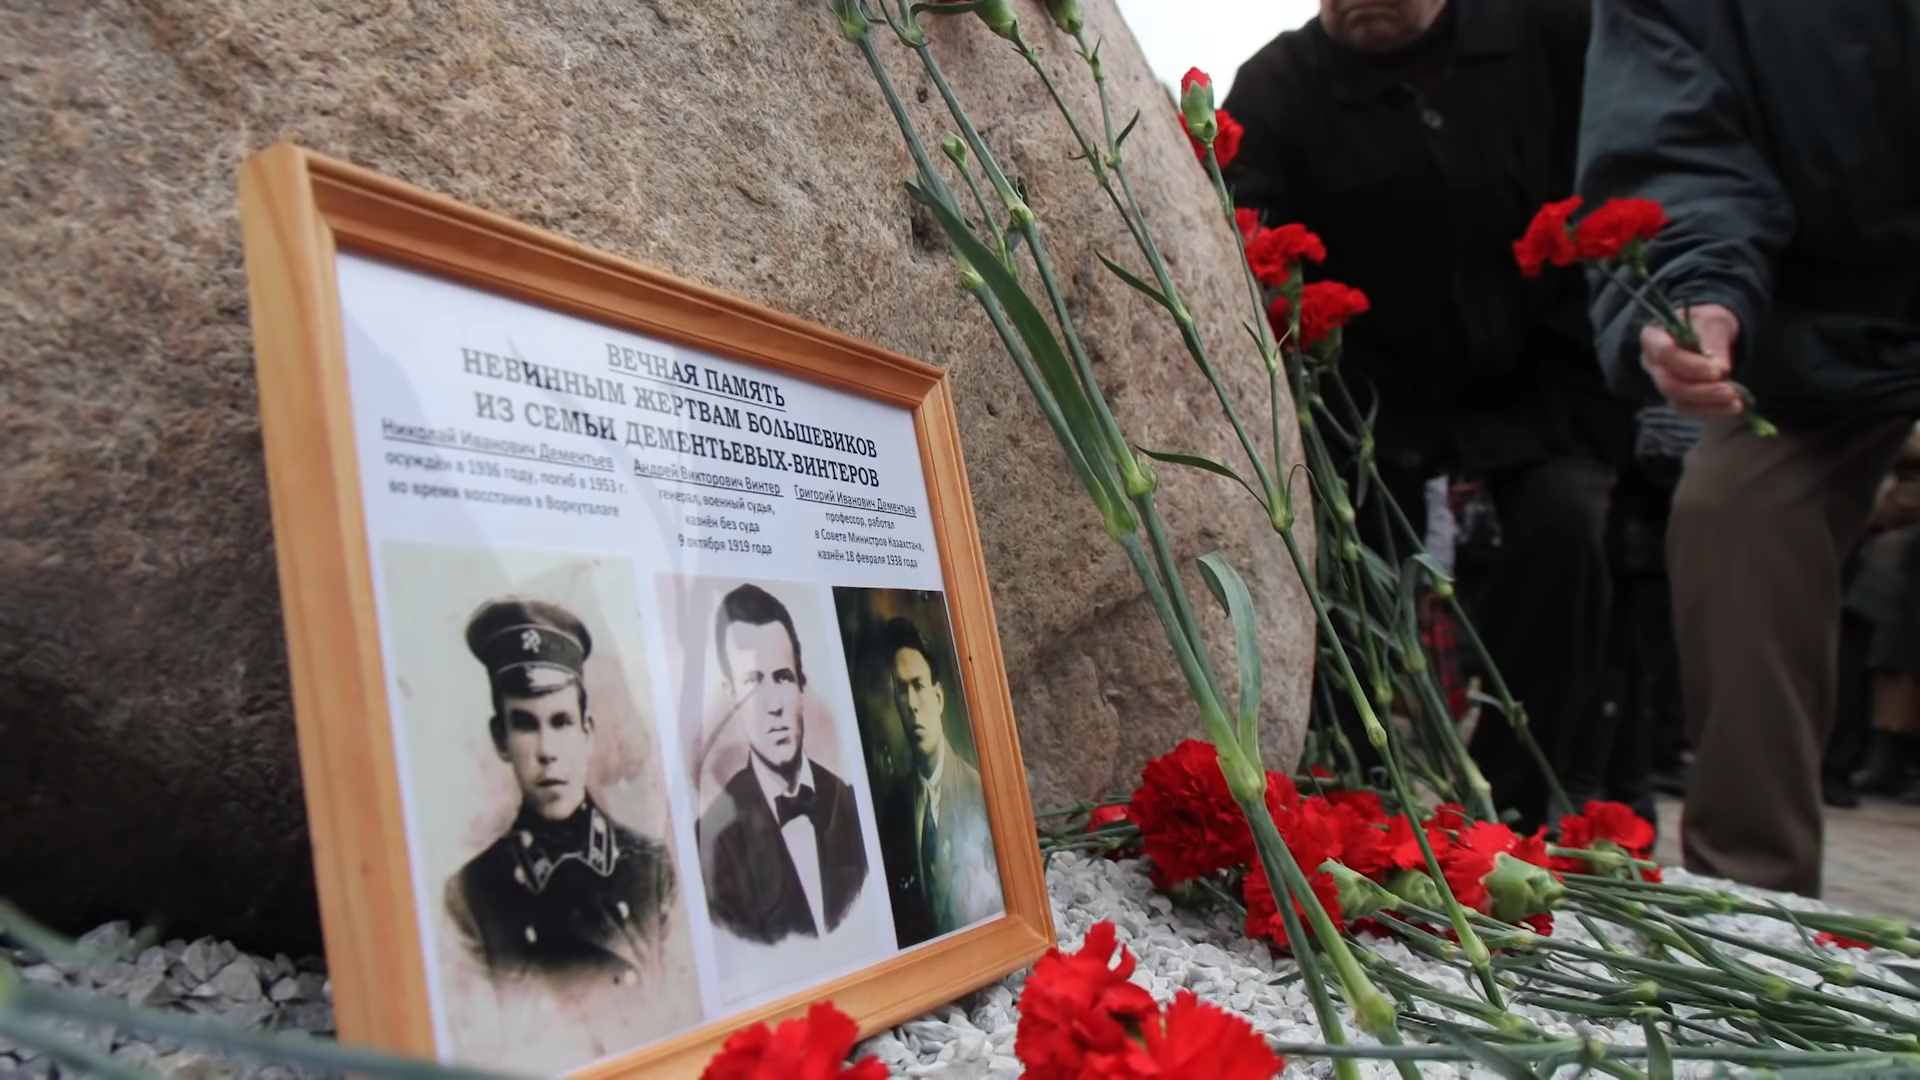 ВЕЧНАЯ ПАМЯТЬ
НЕВИННЫМ ЖЕРТВАМ БОЛЬШЕВИКОВ
ИЗ СЕМЬИ ДЕМЕНТЬЕВЫХ-ВИНТЕРОВ
Николай Иванович Дементьев
осуждён в 1936 году, погиб в 1953 г.
во время восстания в Воркуталаге
Андрей Викторович Винтер
генерал, военный судья,
казнён без суда
9 октября 1919 года
Григорий Иванович Дементьев
профессор, работал
в Совете Министров Казахстана,
казнён 18 февраля 1938 года